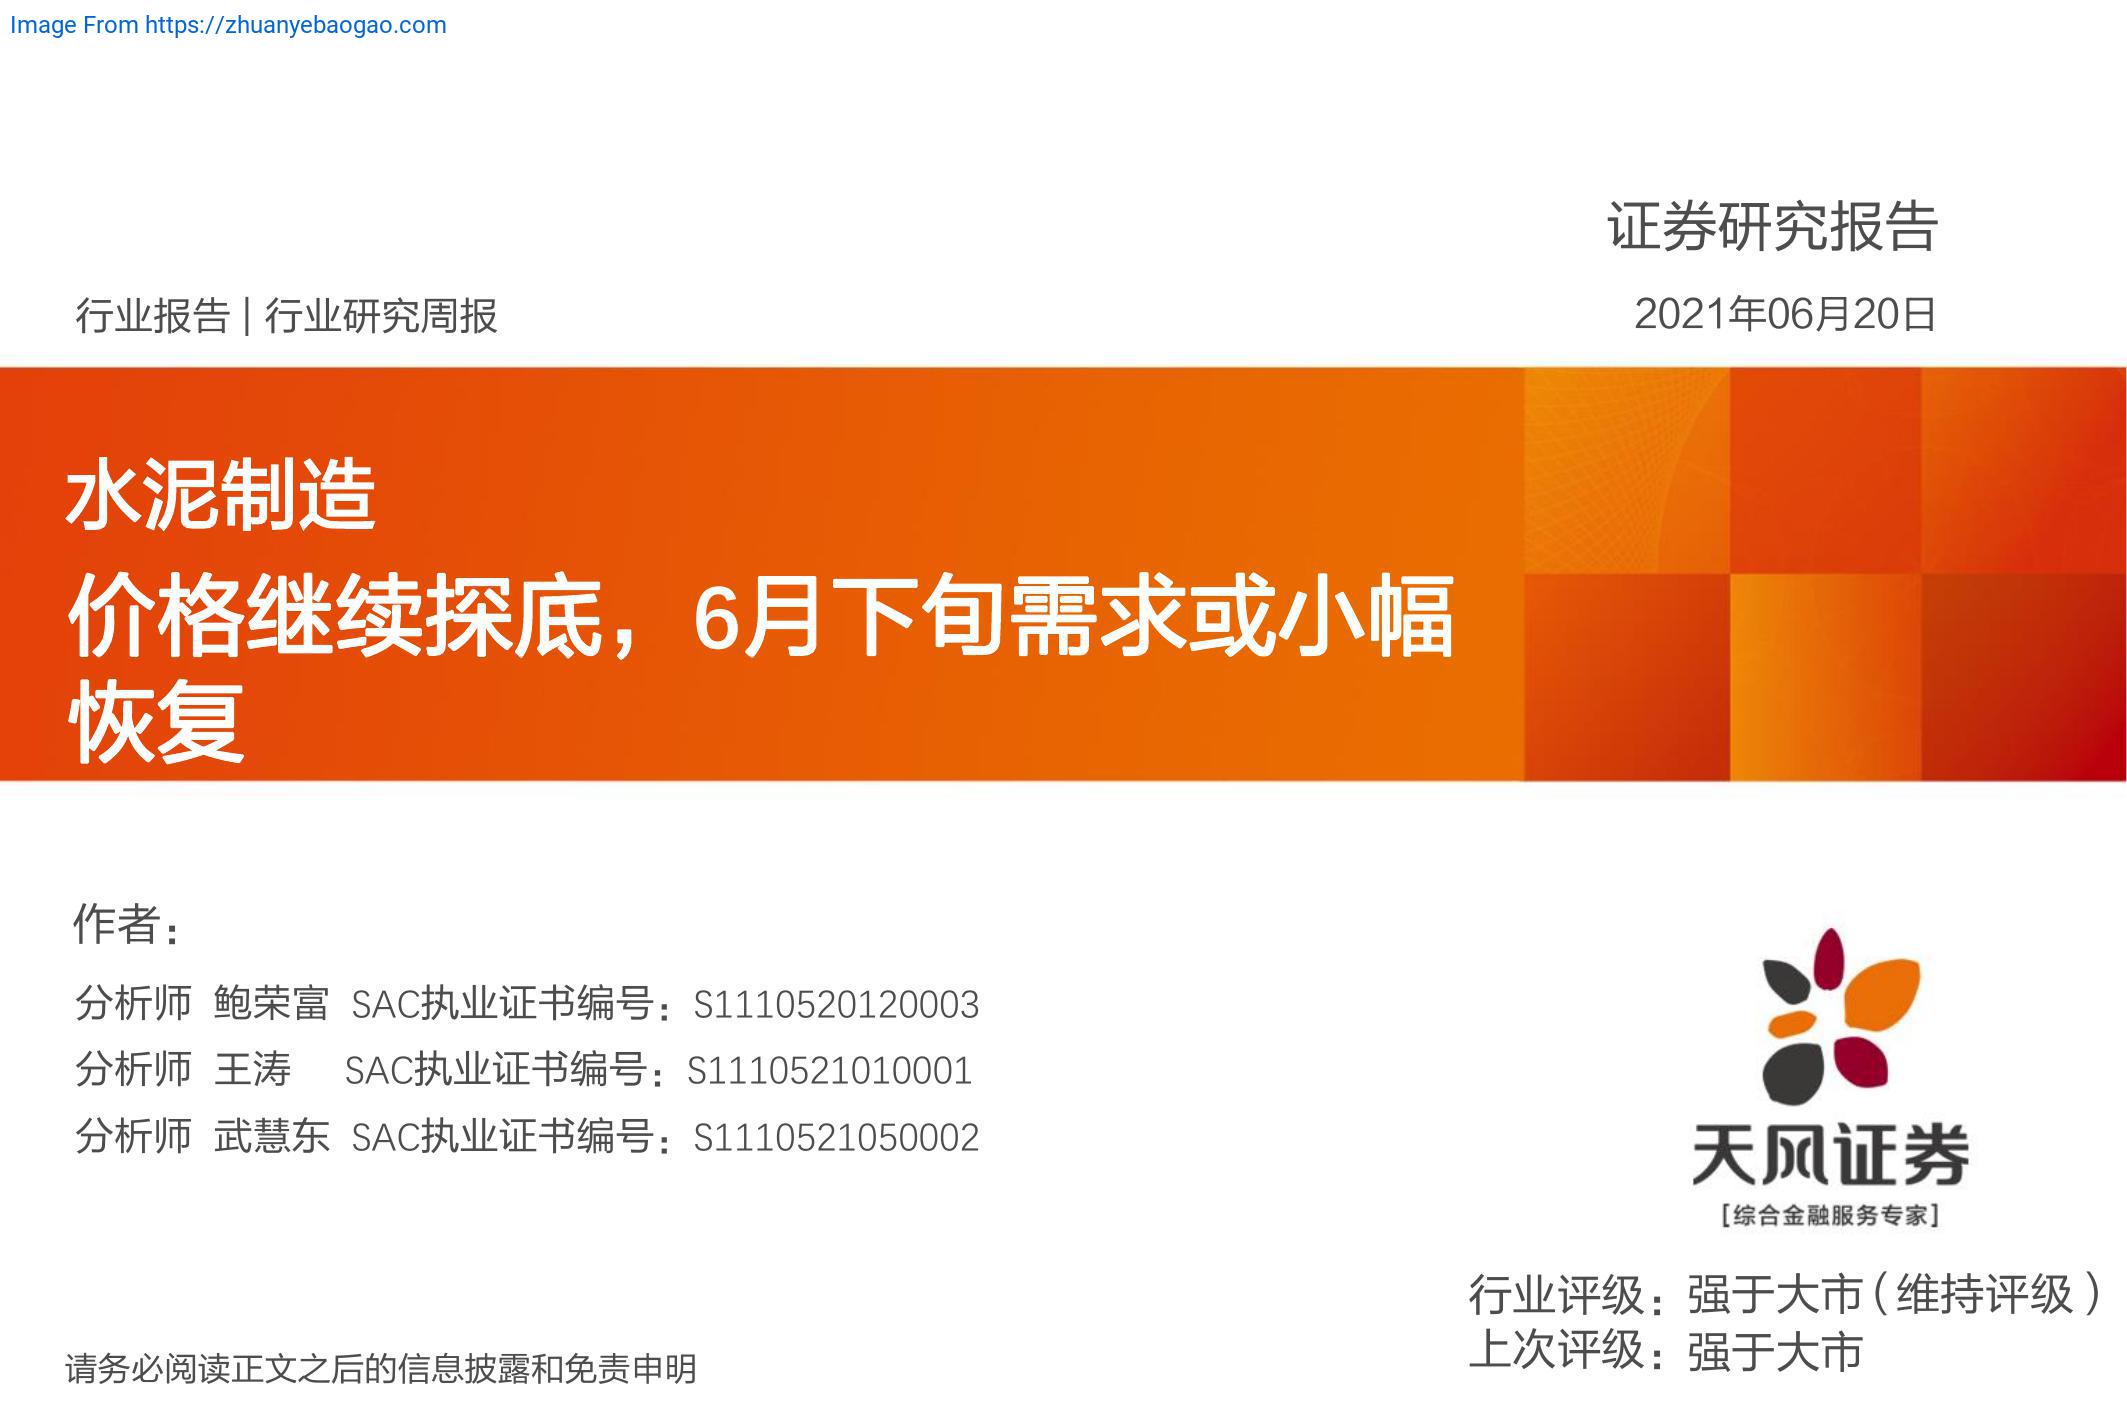 Image From https://zhuanyebaogao.com
证券研究报告
行业报告 | 行业研究周报
2021年06月20日
水泥制造
价格继续探底，6月下旬需求或小幅
恢复
作者：
分析师 鲍荣富 SAC执业证书编号：S1110520120003
分析师 王涛 SAC执业证书编号：S1110521010001
分析师 武慧东 SAC执业证书编号：S1110521050002
天风证券
[综合金融服务专家]
行业评级：强于大市（维持评级）
上次评级：强于大市
请务必阅读正文之后的信息披露和免责申明